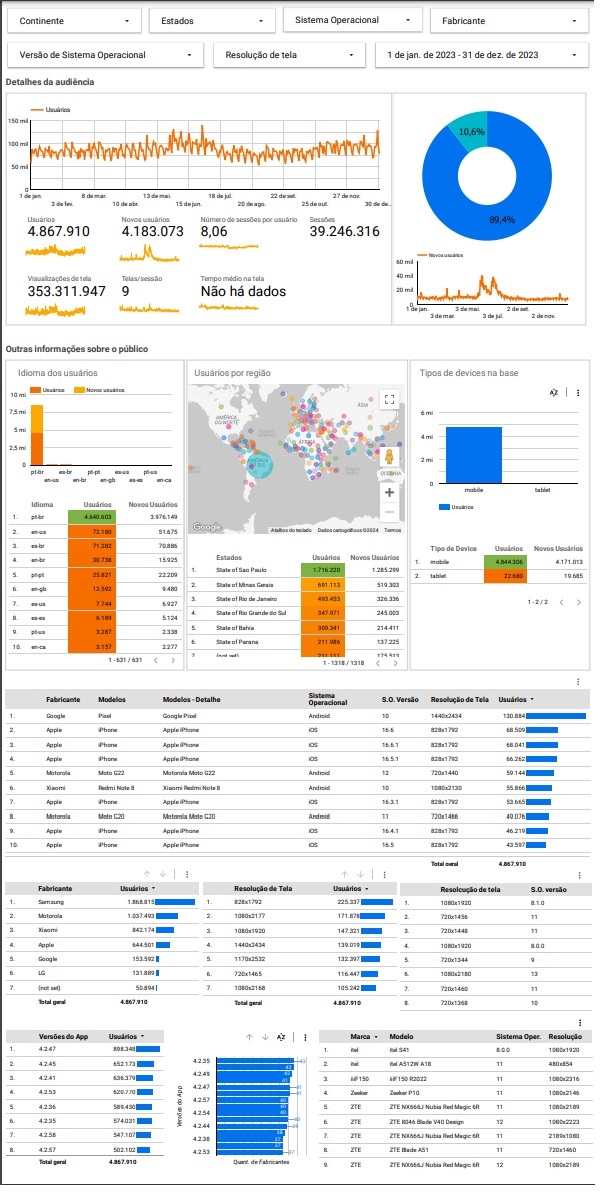 Continente
Estados
Sistema Operacional
Fabricante
Versão de Sistema Operacional
Resolução de tela
1 de jan. de 2023 - 31 de dez. de 2023
Detalhes da audiência
Usuários
150 mil
100 mil
50 mil
0
1 de jan. 8 de mar. 13 de mai. 18 de jul. 22 de set. 27 de nov.
3 de fev. 10 de abr. 15 de jun. 20 de ago. 25 de out. 30 de de...
Usuários
4.867.910
Novos usuários
4.183.073
Número de sessões por usuário
8,06
Sessões
39.246.316
Visualizações de tela
353.311.947
Telas/sessão
9
Tempo médio na tela
Não há dados
10,6%
89,4%
Novos usuários
60 mil
40 mil
20 mil
0
1 de jan. 3 de mai. 2 de set.
3 de mar. 3 de jul. 2 de nov.
Outras informações sobre o público
Idioma dos usuários
Usuários Novos usuários
10 mi
7,5 mi
5 mi
2,5 mi
0
pt-br es-br pt-pt es-us pt-us
en-us en-br en-gb es-es en-ca
Idioma Usuários Novos Usuários
1. pt-br 4.640.603 3.976.149
2. en-us 72.180 51.675
3. es-br 71.282 70.886
4. en-br 30.738 15.925
5. pt-pt 25.821 22.209
6. en-gb 12.592 9.480
7. es-us 7.744 6.927
8. es-es 6.189 5.124
9. pt-us 3.287 2.338
10. en-ca 3.157 2.277
1 - 631 / 631
Usuários por região
AMÉRICA
DO NORTE
ÁSIA
ÁFRICA
AMÉRICA
DO SUL
OCEANIA
Google
Atalhos do teclado Dados cartográficos ©2024 Termos
Estados Usuários Novos Usuários
1. State of Sao Paulo 1.716.220 1.285.299
2. State of Minas Gerais 691.113 519.303
3. State of Rio de Janeiro 493.453 326.336
4. State of Rio Grande do Sul 347.971 245.003
5. State of Bahia 309.341 214.411
6. State of Parana 211.986 137.225
7. (not set) 211.111 175.513
1 - 1318 / 1318
Tipos de devices na base
6 mi
4 mi
2 mi
0
mobile tablet
Usuários
Tipo de Device Usuários Novos Usuários
1. mobile 4.844.306 4.171.013
2. tablet 22.680 19.685
1 - 2 / 2
Fabricante Modelos Modelos - Detalhe Sistema Operacional S.O. Versão Resolução de Tela Usuários
1. Google Pixel Google Pixel Android 10 1440x2434 130.884
2. Apple iPhone Apple iPhone iOS 16.6 828x1792 68.509
3. Apple iPhone Apple iPhone iOS 16.6.1 828x1792 68.041
4. Apple iPhone Apple iPhone iOS 16.5.1 828x1792 66.262
5. Motorola Moto G22 Motorola Moto G22 Android 12 720x1440 59.144
6. Xiaomi Redmi Note 8 Xiaomi Redmi Note 8 Android 10 1080x2130 55.866
7. Apple iPhone Apple iPhone iOS 16.3.1 828x1792 53.665
8. Motorola Moto G20 Motorola Moto G20 Android 11 720x1466 49.076
9. Apple iPhone Apple iPhone iOS 16.4.1 828x1792 46.219
10. Apple iPhone Apple iPhone iOS 16.5 828x1792 43.597
Total geral 4.867.910
Fabricante Usuários
1. Samsung 1.868.815
2. Motorola 1.037.493
3. Xiaomi 842.174
4. Apple 644.501
5. Google 153.592
6. LG 131.889
7. (not set) 50.894
Total geral 4.867.910
Resolução de Tela Usuários
1. 828x1792 225.337
2. 1080x2177 171.878
3. 1080x1920 147.321
4. 1440x2434 139.019
5. 1170x2532 132.397
6. 720x1465 116.447
7. 1080x2168 105.242
Total geral 4.867.910
Resolcução de tela S.O. versão
1. 1080x1920 8.1.0
2. 720x1456 11
3. 720x1448 11
4. 1080x1920 8.0.0
5. 720x1344 9
6. 1080x2180 13
7. 720x1460 11
8. 720x1368 10
Versões do App Usuários
1. 4.2.47 898.348
2. 4.2.45 652.173
3. 4.2.41 636.379
4. 4.2.53 620.770
5. 4.2.36 589.430
6. 4.2.35 574.031
7. 4.2.58 547.107
8. 4.2.57 502.102
Total geral 4.867.910
Versões do App
4.2.35
4.2.49
4.2.47
4.2.57
4.2.54
4.2.44
4.2.38
4.2.53
Quant. de Fabricantes
Marca Modelo Sistema Oper. Resolução
1. itel itel S41 8.0.0 1080x1920
2. itel itel A512W A18 11 480x854
3. iiiF150 iiiF150 R2022 11 1080x2316
4. Zeeker Zeeker P10 11 1080x2146
5. ZTE ZTE NX666J Nubia Red Magic 6R 11 1080x2189
6. ZTE ZTE 8046 Blade V40 Design 12 1080x2223
7. ZTE ZTE NX666J Nubia Red Magic 6R 11 2189x1080
8. ZTE ZTE Blade A51 11 720x1460
9. ZTE ZTE NX666J Nubia Red Magic 6R 12 1080x2189